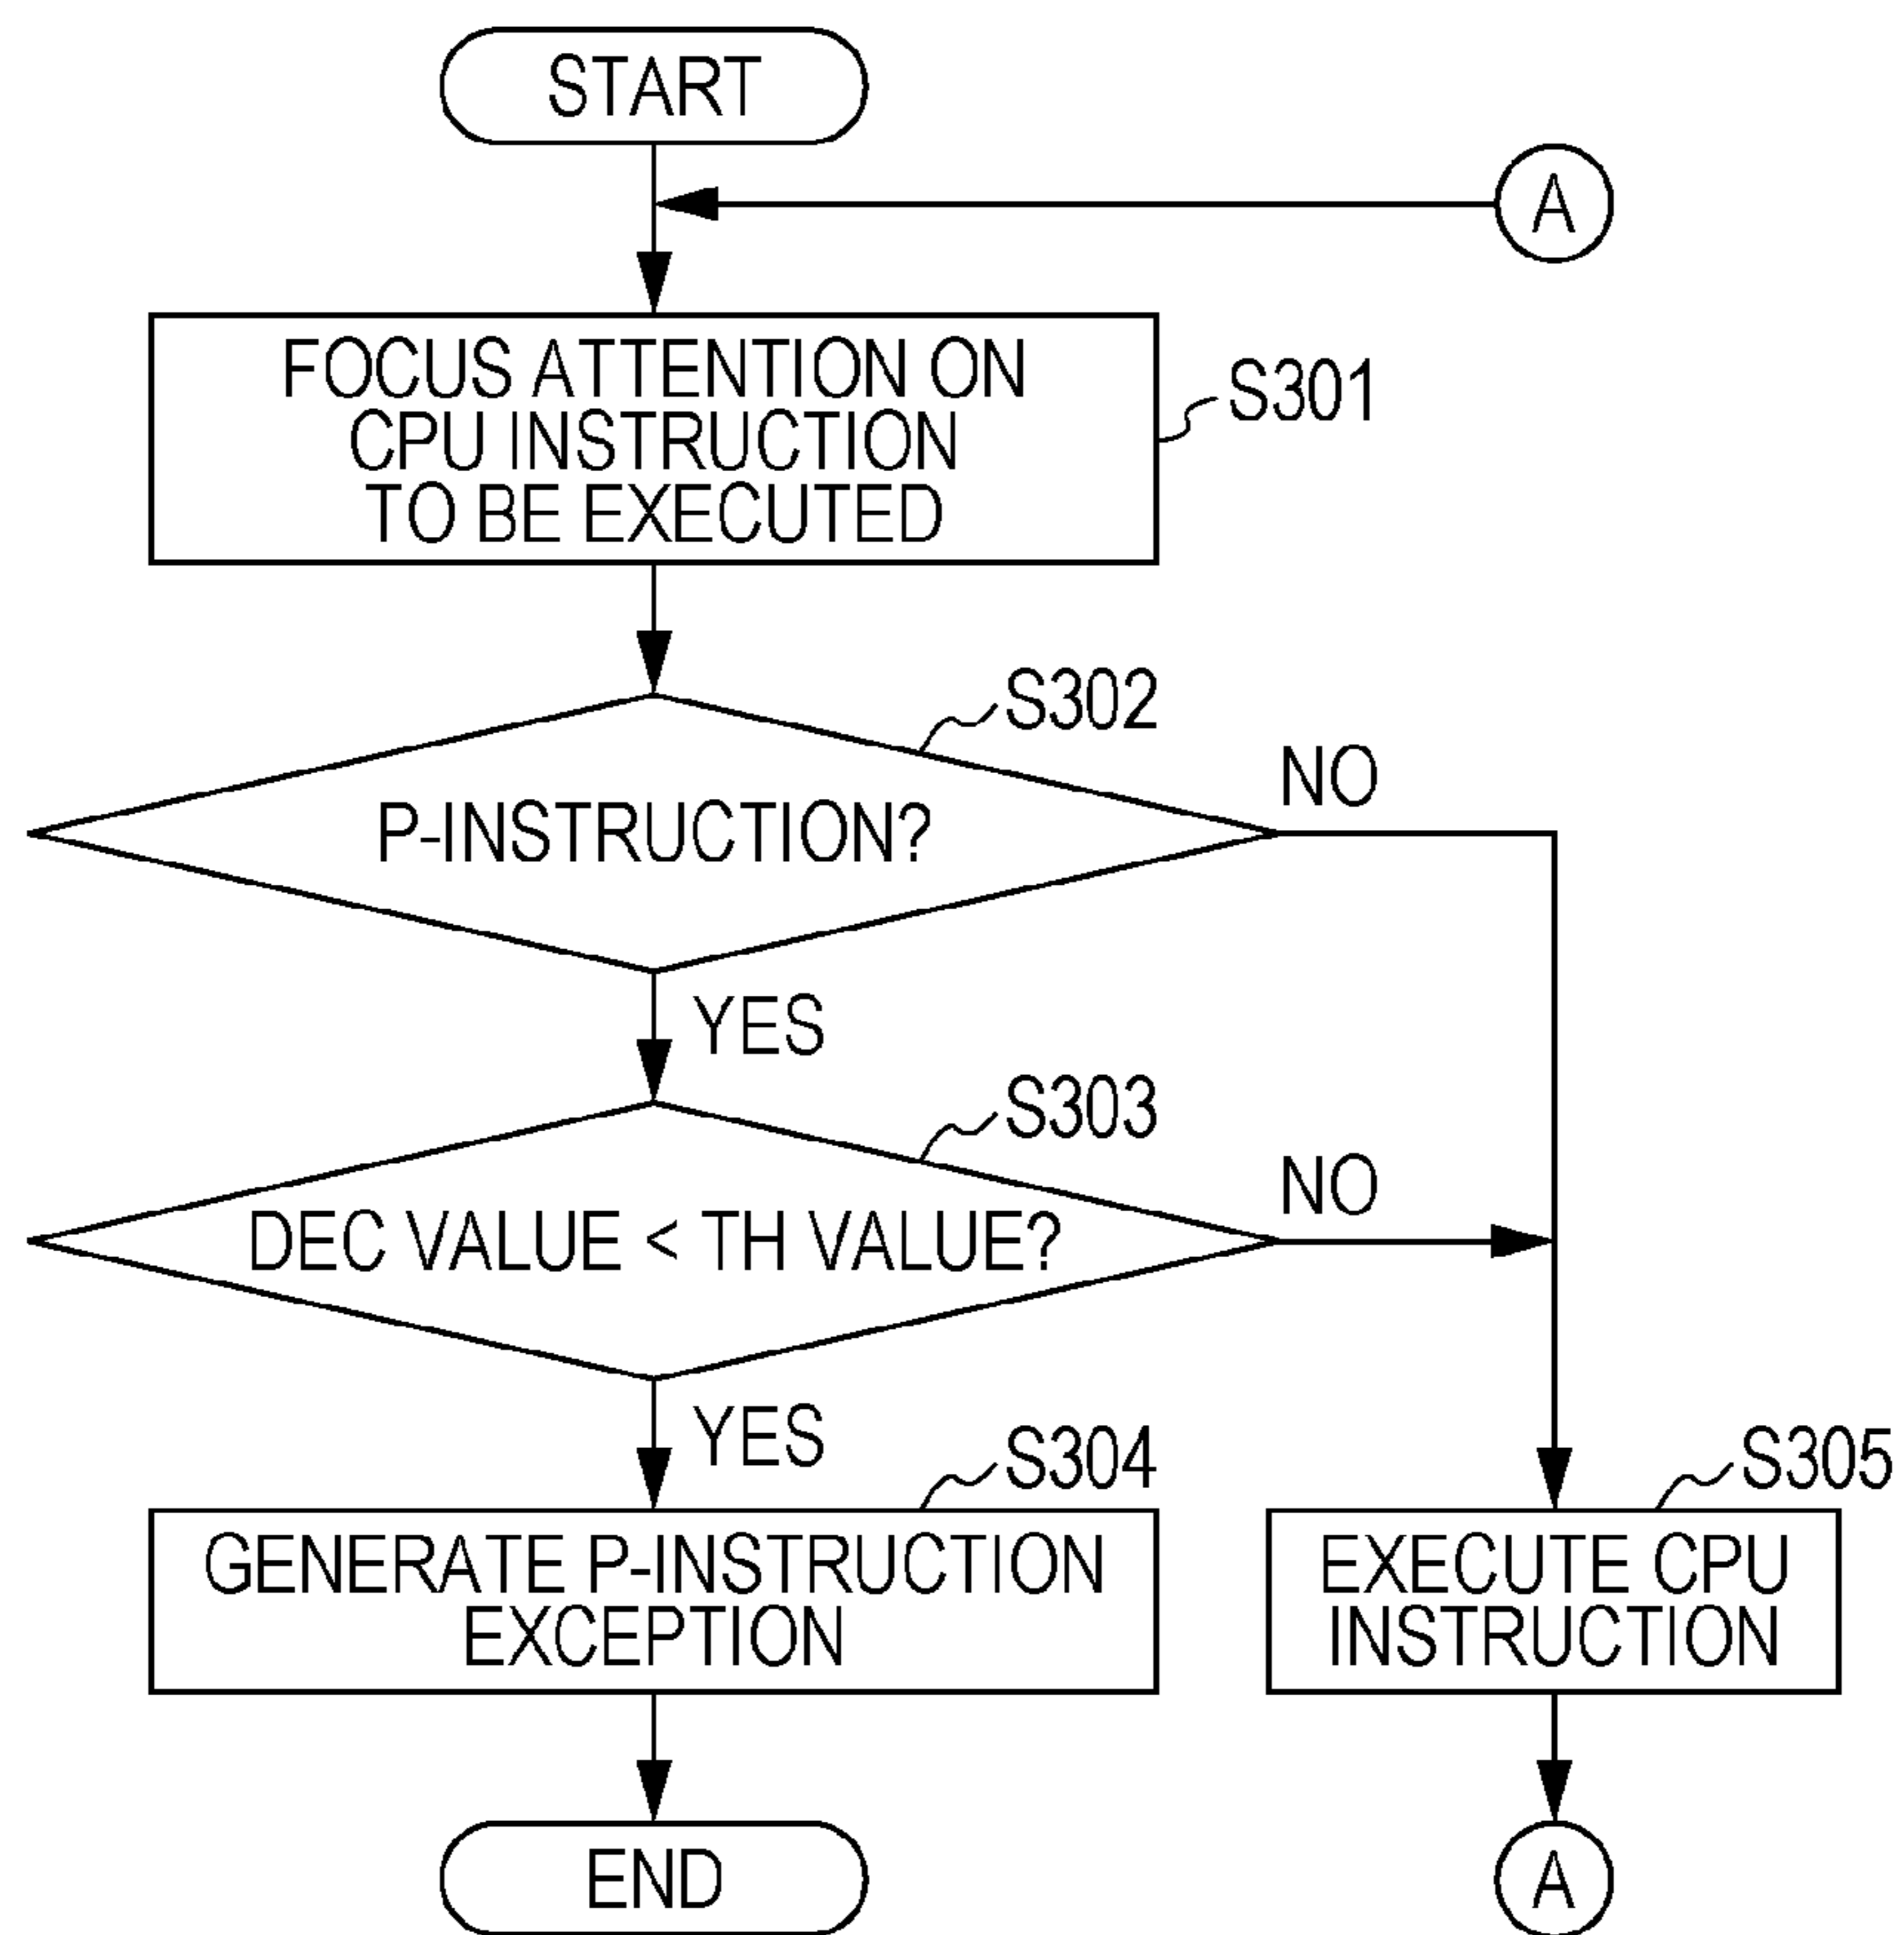 START
A
FOCUS ATTENTION ON
CPU INSTRUCTION
TO BE EXECUTED
S301
S302
P-INSTRUCTION?
NO
YES
S303
DEC VALUE < TH VALUE?
NO
YES
S304
GENERATE P-INSTRUCTION
EXCEPTION
S305
EXECUTE CPU
INSTRUCTION
END
A